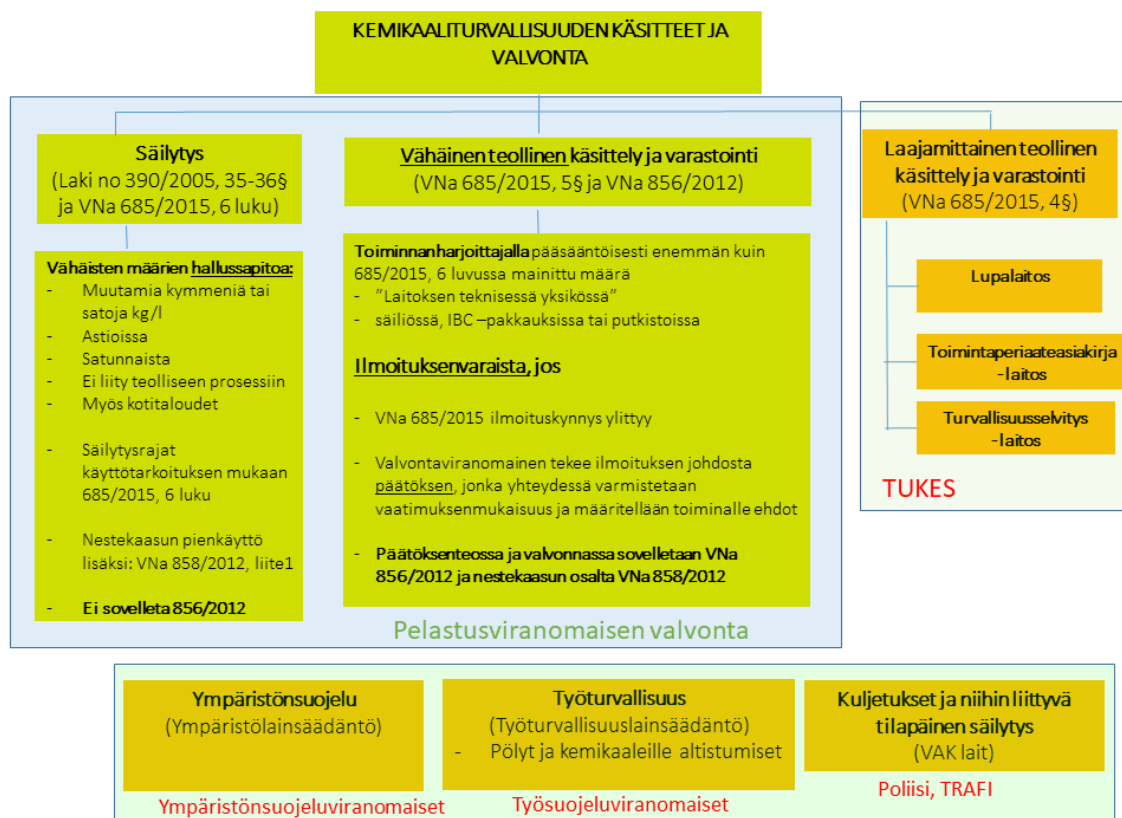 KEMIKAALITURVALLISUUDEN KÄSITTEET JA
VALVONTA
Säilytys
(Laki no 390/2005, 35-36§
ja VNa 685/2015, 6 luku)
Vähäisten määrien hallussapitoa:
- Muutamia kymmeniä tai
satoja kg/l
- Astioissa
- Satunnaista
- Ei liity teolliseen prosessiin
- Myös kotitaloudet
- Säilytysrajat
käyttötarkoituksen mukaan
685/2015, 6 luku
- Nestekaasun pienkäyttö
lisäksi: VNa 858/2012, liite1
- Ei sovelleta 856/2012
Vähäinen teollinen käsittely ja varastointi
(VNa 685/2015, 5§ ja VNa 856/2012)
Toiminnanharjoittajalla pääsääntöisesti enemmän kuin
685/2015, 6 luvussa mainittu määrä
- ”Laitoksen teknisessä yksikössä”
- säiliössä, IBC –pakkauksissa tai putkistoissa
Ilmoituksenvaraista, jos
- VNa 685/2015 ilmoituskynnys ylittyy
- Valvontaviranomainen tekee ilmoituksen johdosta
päätöksen, jonka yhteydessä varmistetaan
vaatimuksenmukaisuus ja määritellään toiminalle ehdot
- Päätöksenteossa ja valvonnassa sovelletaan VNa
856/2012 ja nestekaasun osalta VNa 858/2012
Pelastusviranomaisen valvonta
Laajamittainen teollinen
käsittely ja varastointi
(VNa 685/2015, 4§)
Lupalaitos
Toimintaperiaateasiakirja
-laitos
Turvallisuusselvitys
-laitos
TUKES
Ympäristönsuojelu
(Ympäristölainsäädäntö)
Ympäristönsuojeluviranomaiset
Työturvallisuus
(Työturvallisuuslainsäädäntö)
- Pölyt ja kemikaaleille altistumiset
Työsuojeluviranomaiset
Kuljetukset ja niihin liittyvä
tilapäinen säilytys
(VAK lait)
Poliisi, TRAFI